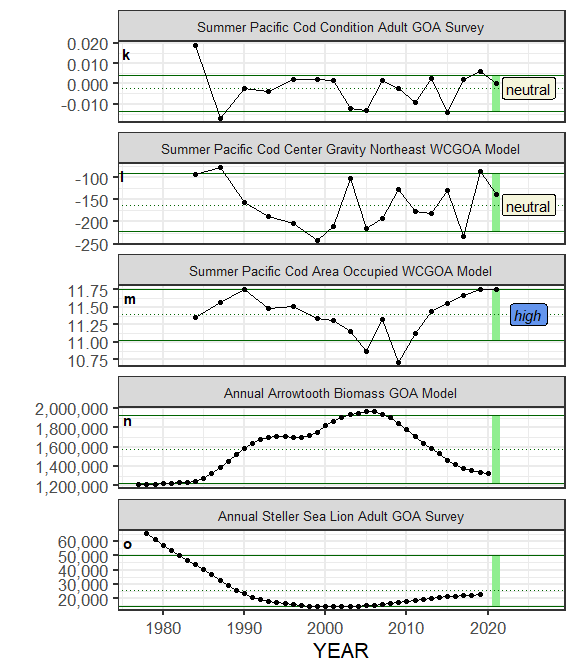 Summer Pacific Cod Condition Adult GOA Survey
0.020
k
0.010
0.000
neutral
-0.010
Summer Pacific Cod Center Gravity Northeast WCGOA Model
-100
l
-150
neutral
-200
-250
Summer Pacific Cod Area Occupied WCGOA Model
11.75
m
11.50
high
11.25
11.00
10.75
Annual Arrowtooth Biomass GOA Model
2,000,000
n
1,800,000
1,600,000
1,400,000
1,200,000
Annual Steller Sea Lion Adult GOA Survey
60,000
o
50,000
40,000
30,000
20,000
1980 1990 2000 2010 2020
YEAR